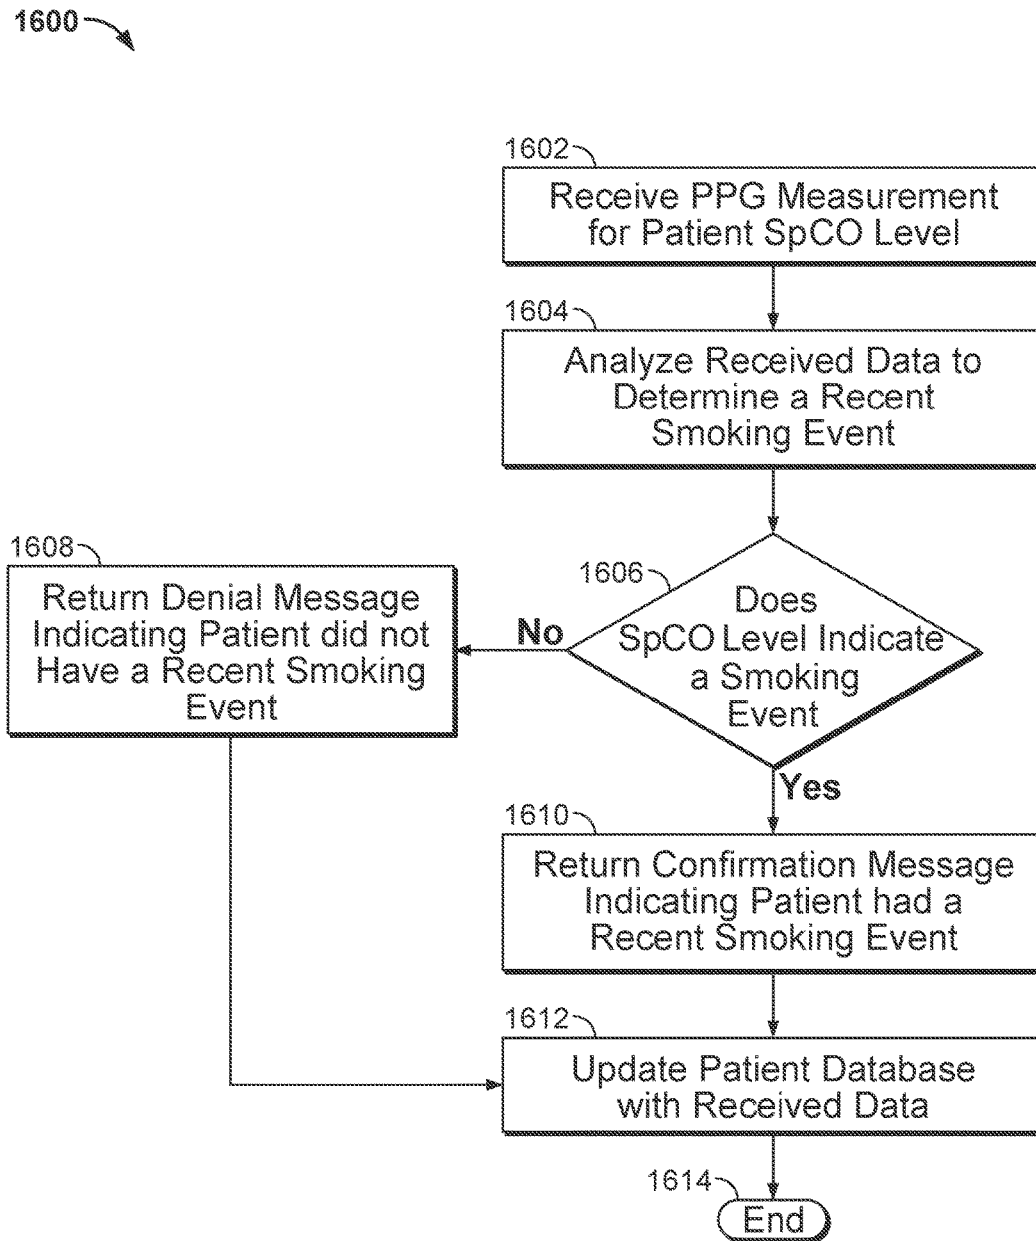 1600
1602
Receive PPG Measurement
for Patient SpCO Level
1604
Analyze Received Data to
Determine a Recent
Smoking Event
1606
Does
SpCO Level Indicate
a Smoking
Event
No
1608
Return Denial Message
Indicating Patient did not
Have a Recent Smoking
Event
Yes
1610
Return Confirmation Message
Indicating Patient had a
Recent Smoking Event
1612
Update Patient Database
with Received Data
1614
End